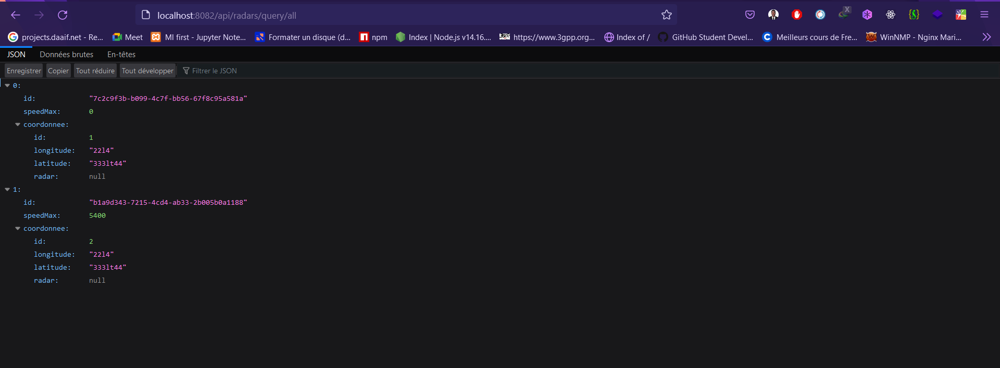 localhost:8082/api/radars/query/all
X
projects.daaif.net - Re... Meet MI first - Jupyter Note... Formater un disque (d... npm Index | Node.js v14.16.... https://www.3gpp.org... Index of / GitHub Student Devel... Meilleurs cours de Fre... WinNMP - Nginx Mari...
JSON Données brutes En-têtes
Enregistrer Copier Tout réduire Tout développer Filtrer le JSON
0:
id: "7c2c9f3b-b099-4c7f-bb56-67f8c95a581a"
speedMax: 0
coordonnee:
id: 1
longitude: "22l4"
latitude: "333lt44"
radar: null
1:
id: "b1a9d343-7215-4cd4-ab33-2b005b0a1188"
speedMax: 5400
coordonnee:
id: 2
longitude: "22l4"
latitude: "333lt44"
radar: null